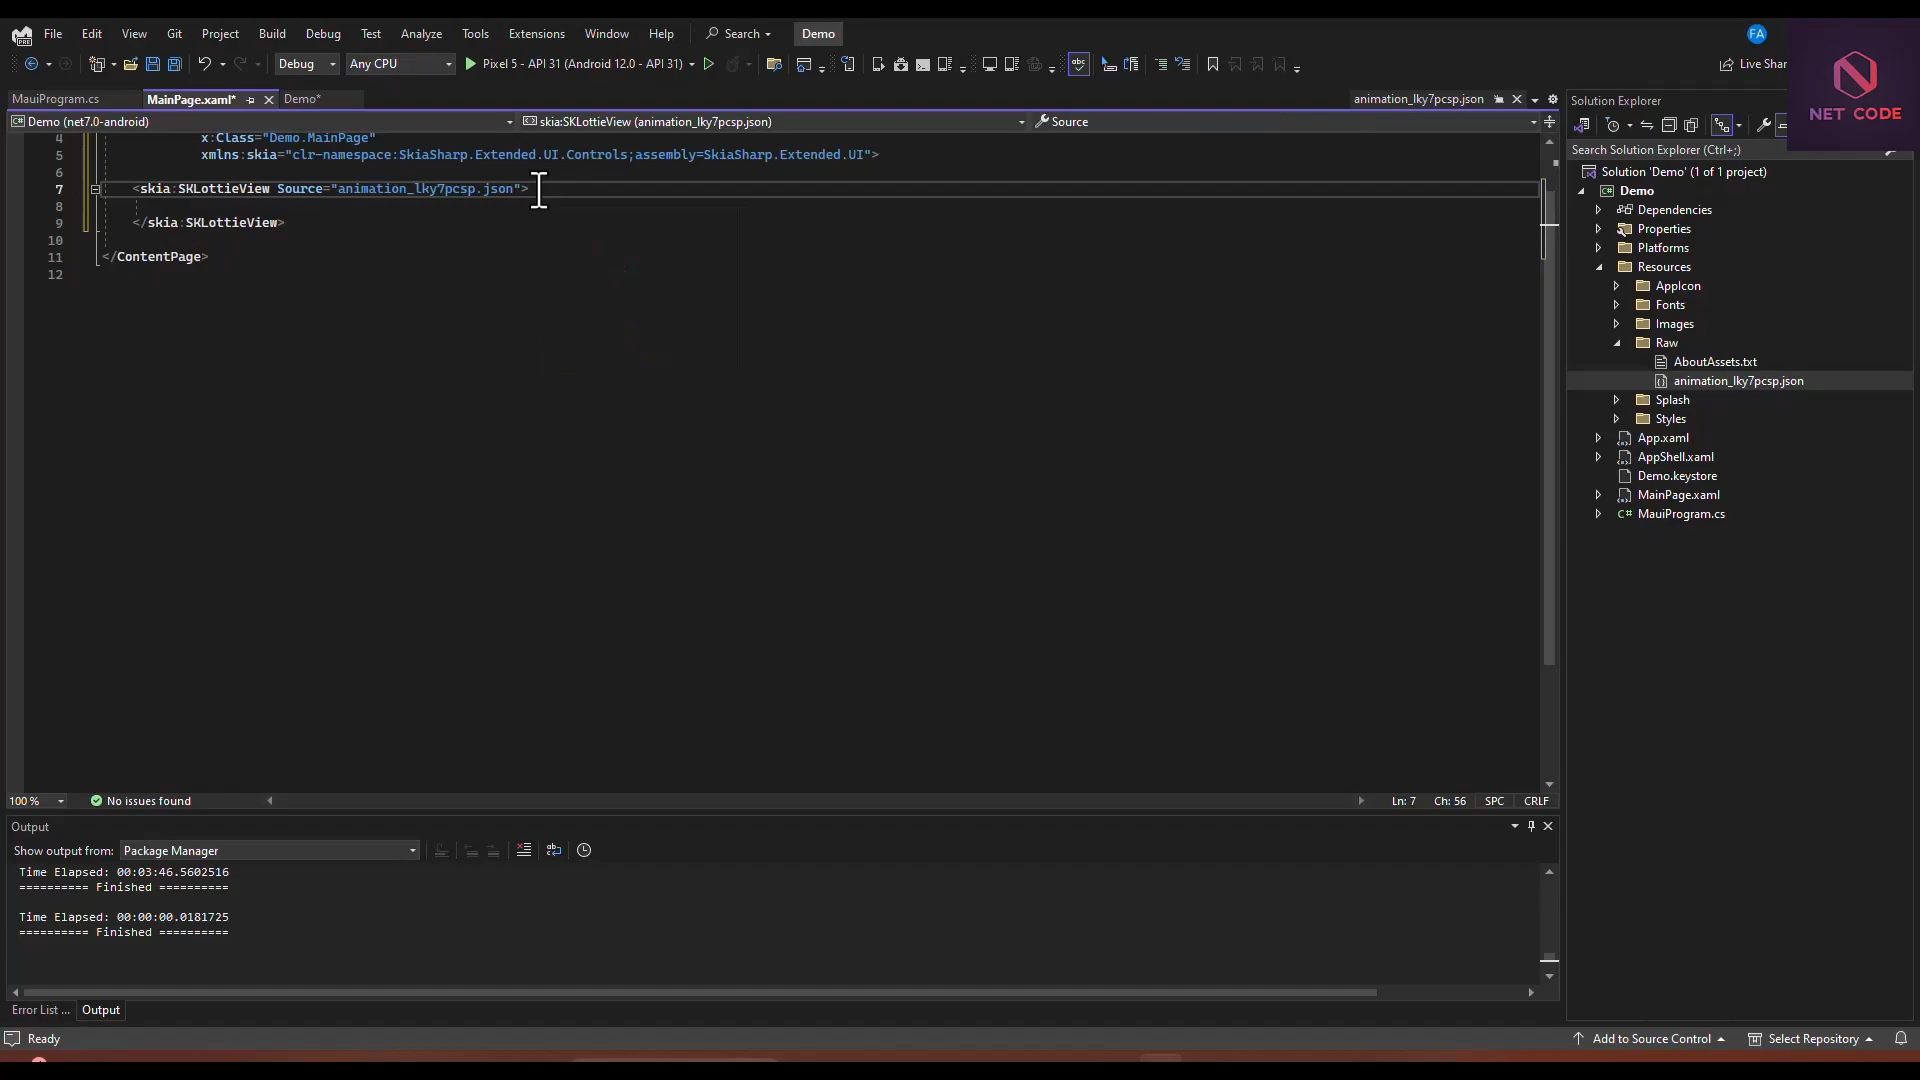 File Edit View Git Project Build Debug Test Analyze Tools Extensions Window Help Search Demo FA
Debug Any CPU Pixel 5 - API 31 (Android 12.0 - API 31) Live Shar
NET CODE
MauiProgram.cs MainPage.xaml* Demo* animation_lky7pcsp.json
Demo (net7.0-android) skia:SKLottieView (animation_lky7pcsp.json) Source
4 x:Class="Demo.MainPage"
5 xmlns:skia="clr-namespace:SkiaSharp.Extended.UI.Controls;assembly=SkiaSharp.Extended.UI">
6
7 <skia:SKLottieView Source="animation_lky7pcsp.json">
8
9 </skia:SKLottieView>
10
11 </ContentPage>
12
100 % No issues found Ln: 7 Ch: 56 SPC CRLF
Output
Show output from: Package Manager
Time Elapsed: 00:03:46.5602516
========== Finished ==========
Time Elapsed: 00:00:00.0181725
========== Finished ==========
Error List ... Output
Solution Explorer
Search Solution Explorer (Ctrl+;)
Solution 'Demo' (1 of 1 project)
Demo
Dependencies
Properties
Platforms
Resources
AppIcon
Fonts
Images
Raw
AboutAssets.txt
animation_lky7pcsp.json
Splash
Styles
App.xaml
AppShell.xaml
Demo.keystore
MainPage.xaml
C# MauiProgram.cs
Ready Add to Source Control Select Repository